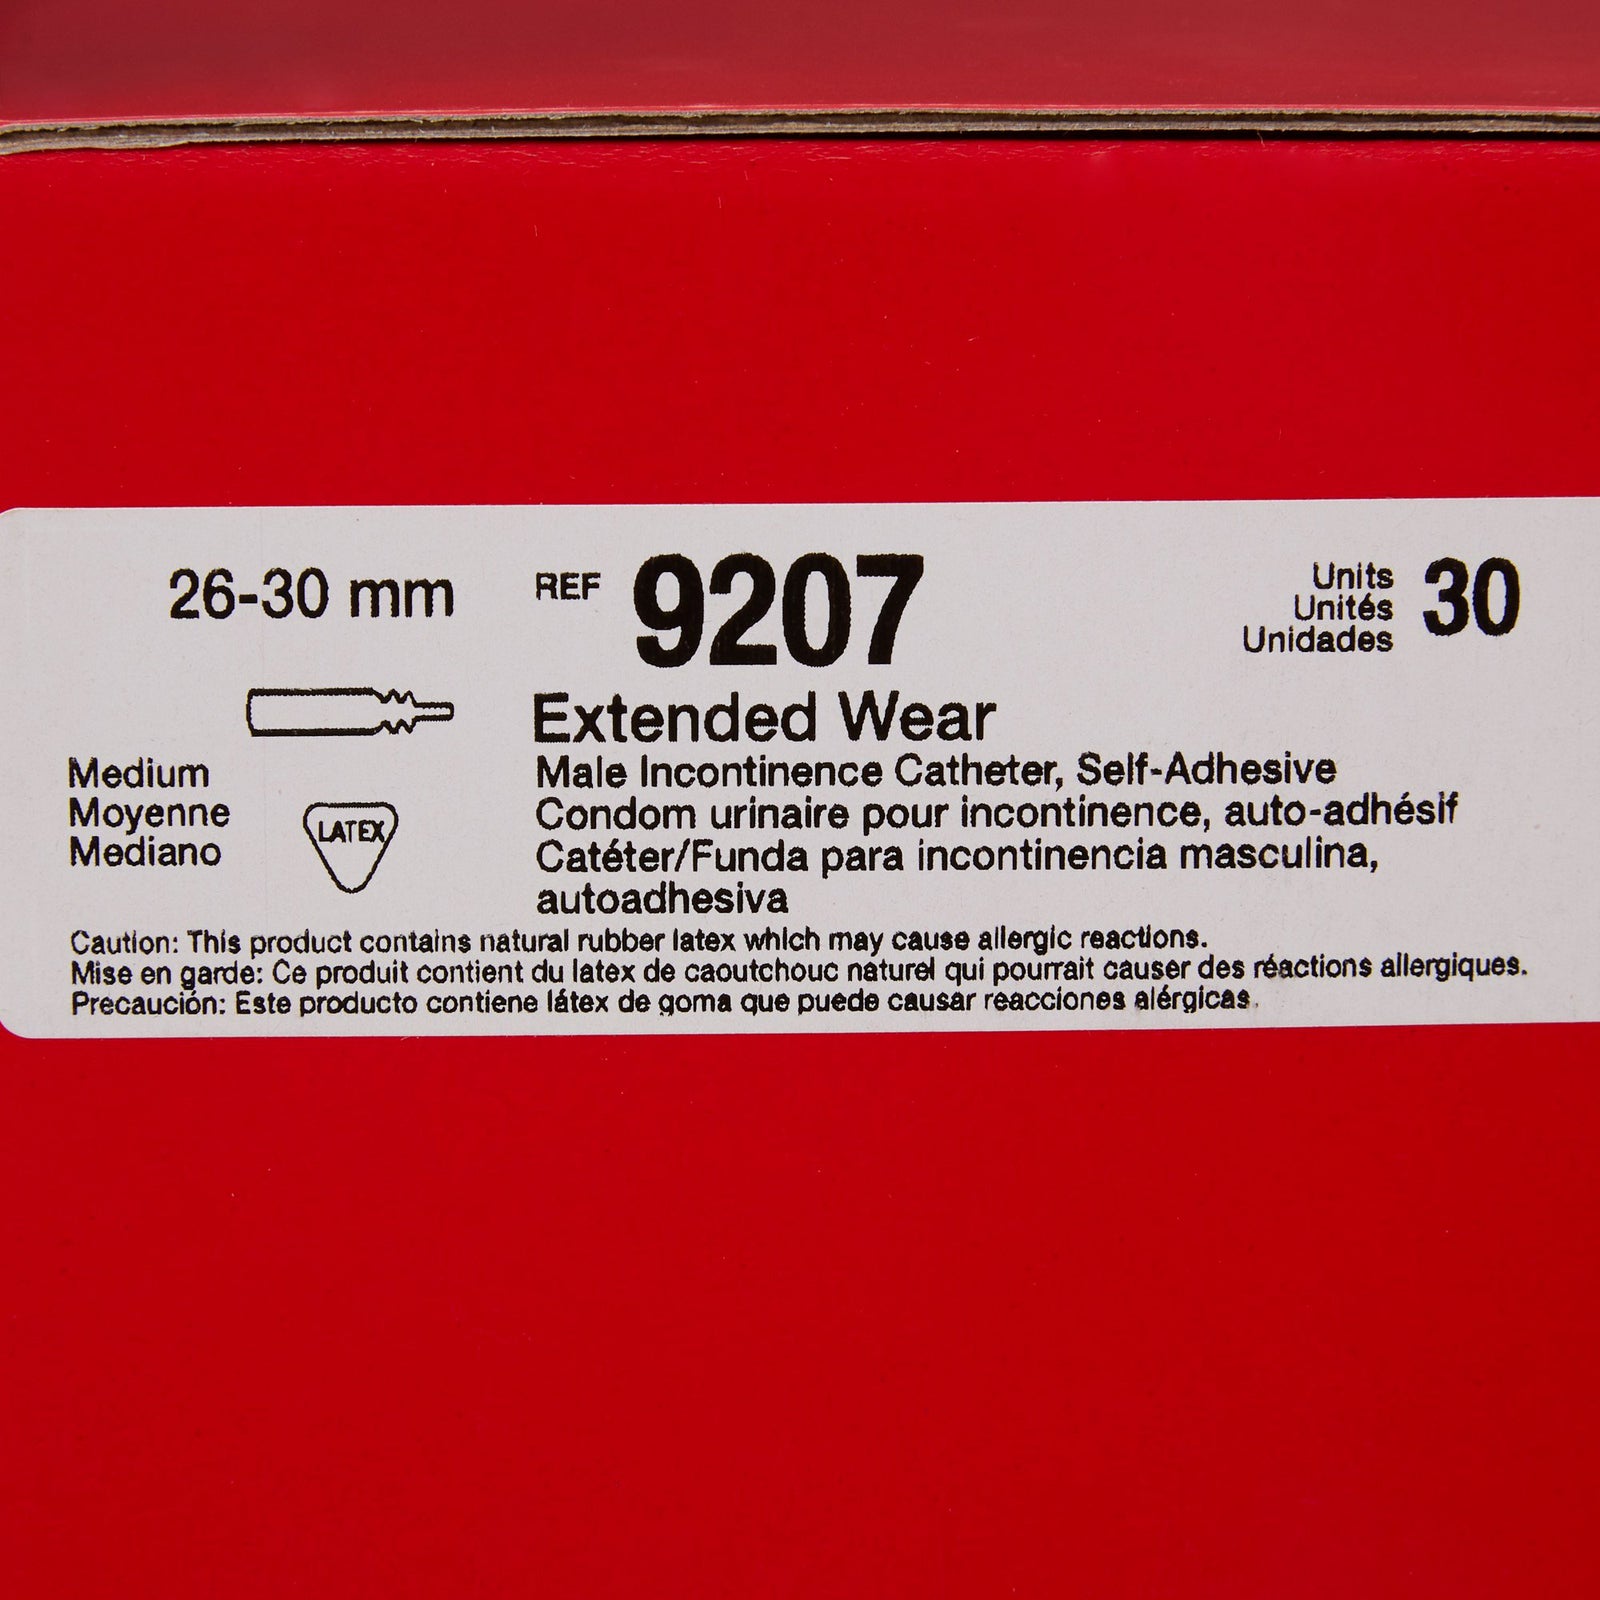 26-30 mm
REF 9207
Units
Unités
Unidades
30
Extended Wear
Medium
Moyenne
Mediano
LATEX
Male Incontinence Catheter, Self-Adhesive
Condom urinaire pour incontinence, auto-adhésif
Catéter/Funda para incontinencia masculina,
autoadhesiva
Caution: This product contains natural rubber latex which may cause allergic reactions.
Mise en garde: Ce produit contient du latex de caoutchouc naturel qui pourrait causer des réactions allergiques.
Precaución: Este producto contiene látex de goma que puede causar reacciones alérgicas.